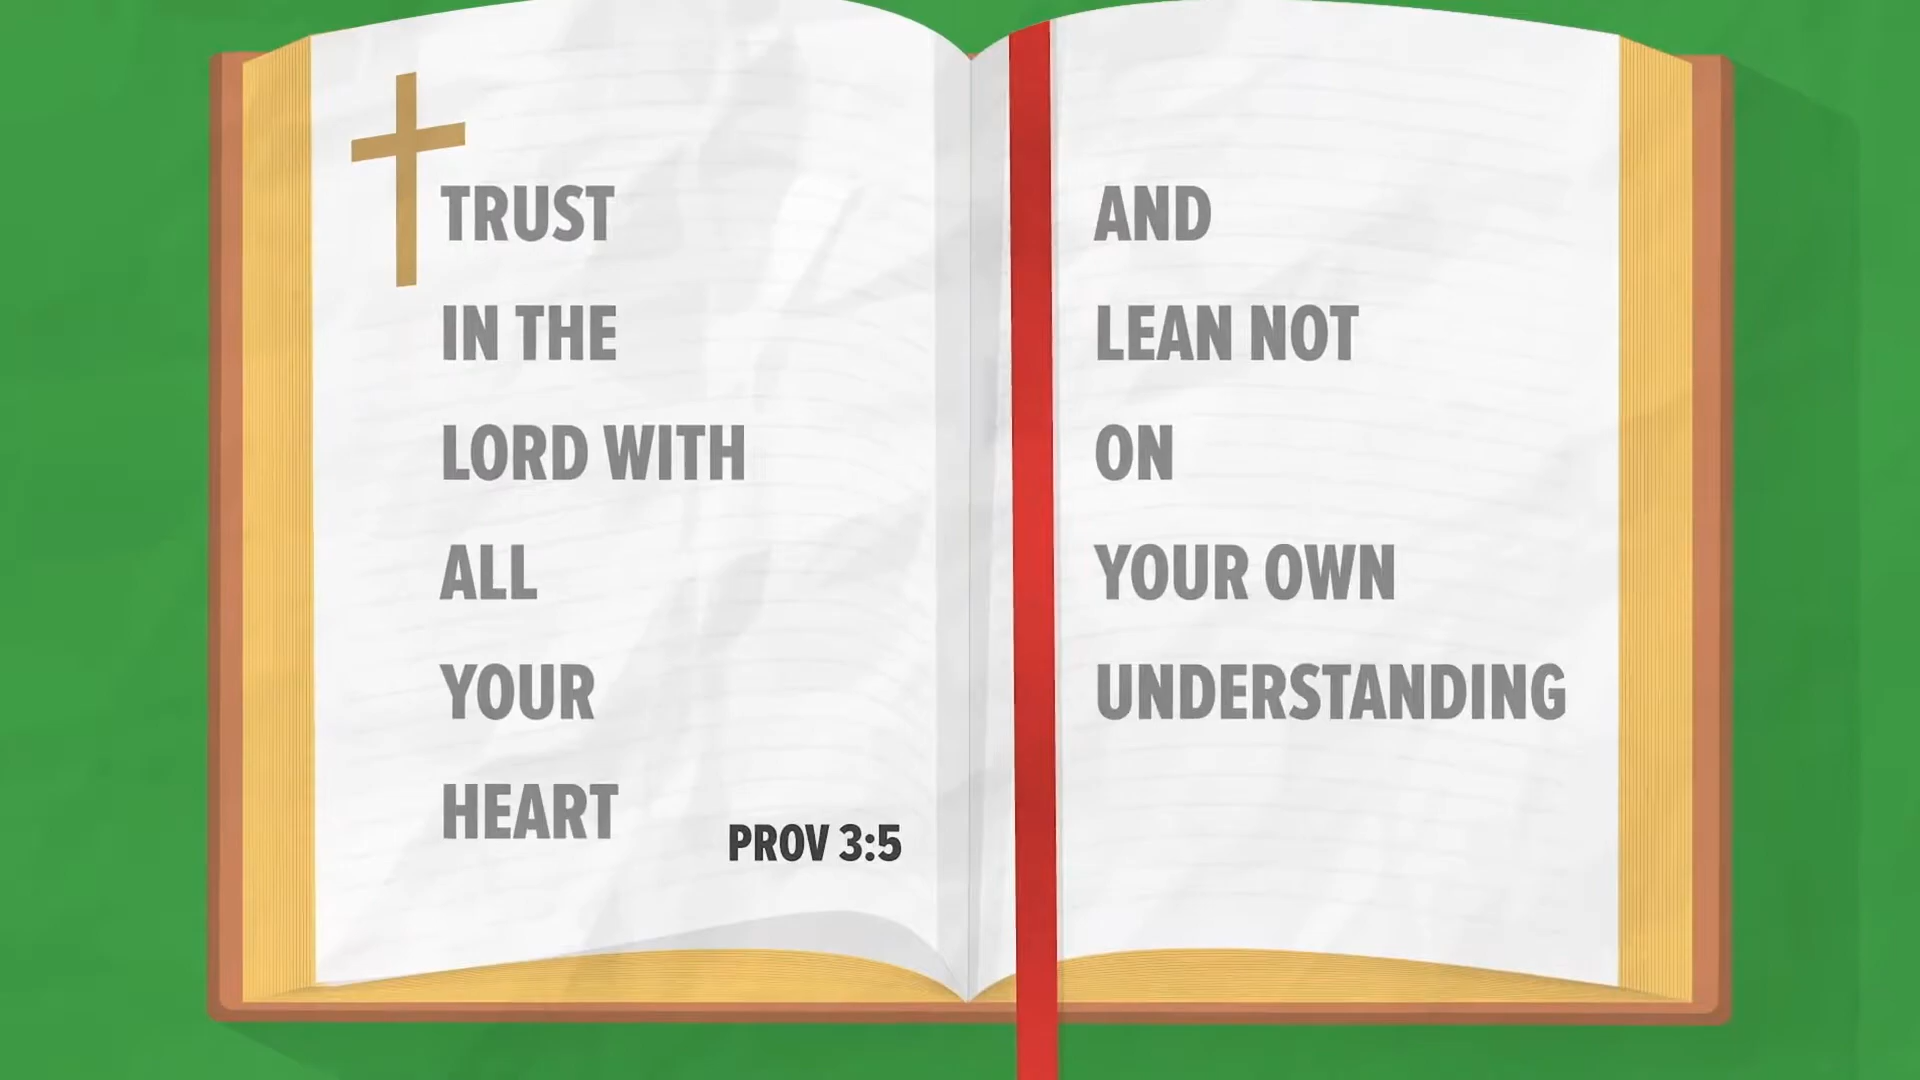 TRUST
IN THE
LORD WITH
ALL
YOUR
HEART
PROV 3:5
AND
LEAN NOT
ON
YOUR OWN
UNDERSTANDING